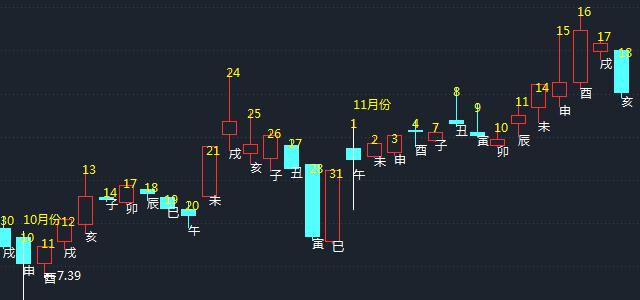 30
戌
10月份
10
申
11
酉
←7.39
12
戌
13
亥
14
子
17
卯
18
辰
19
巳
20
午
21
未
24
戌
25
亥
26
子
27
丑
28
寅
31
巳
11月份
1
午
2
未
3
申
4
酉
7
子
8
丑
9
寅
10
卯
11
辰
14
未
15
申
16
酉
17
戌
18
亥